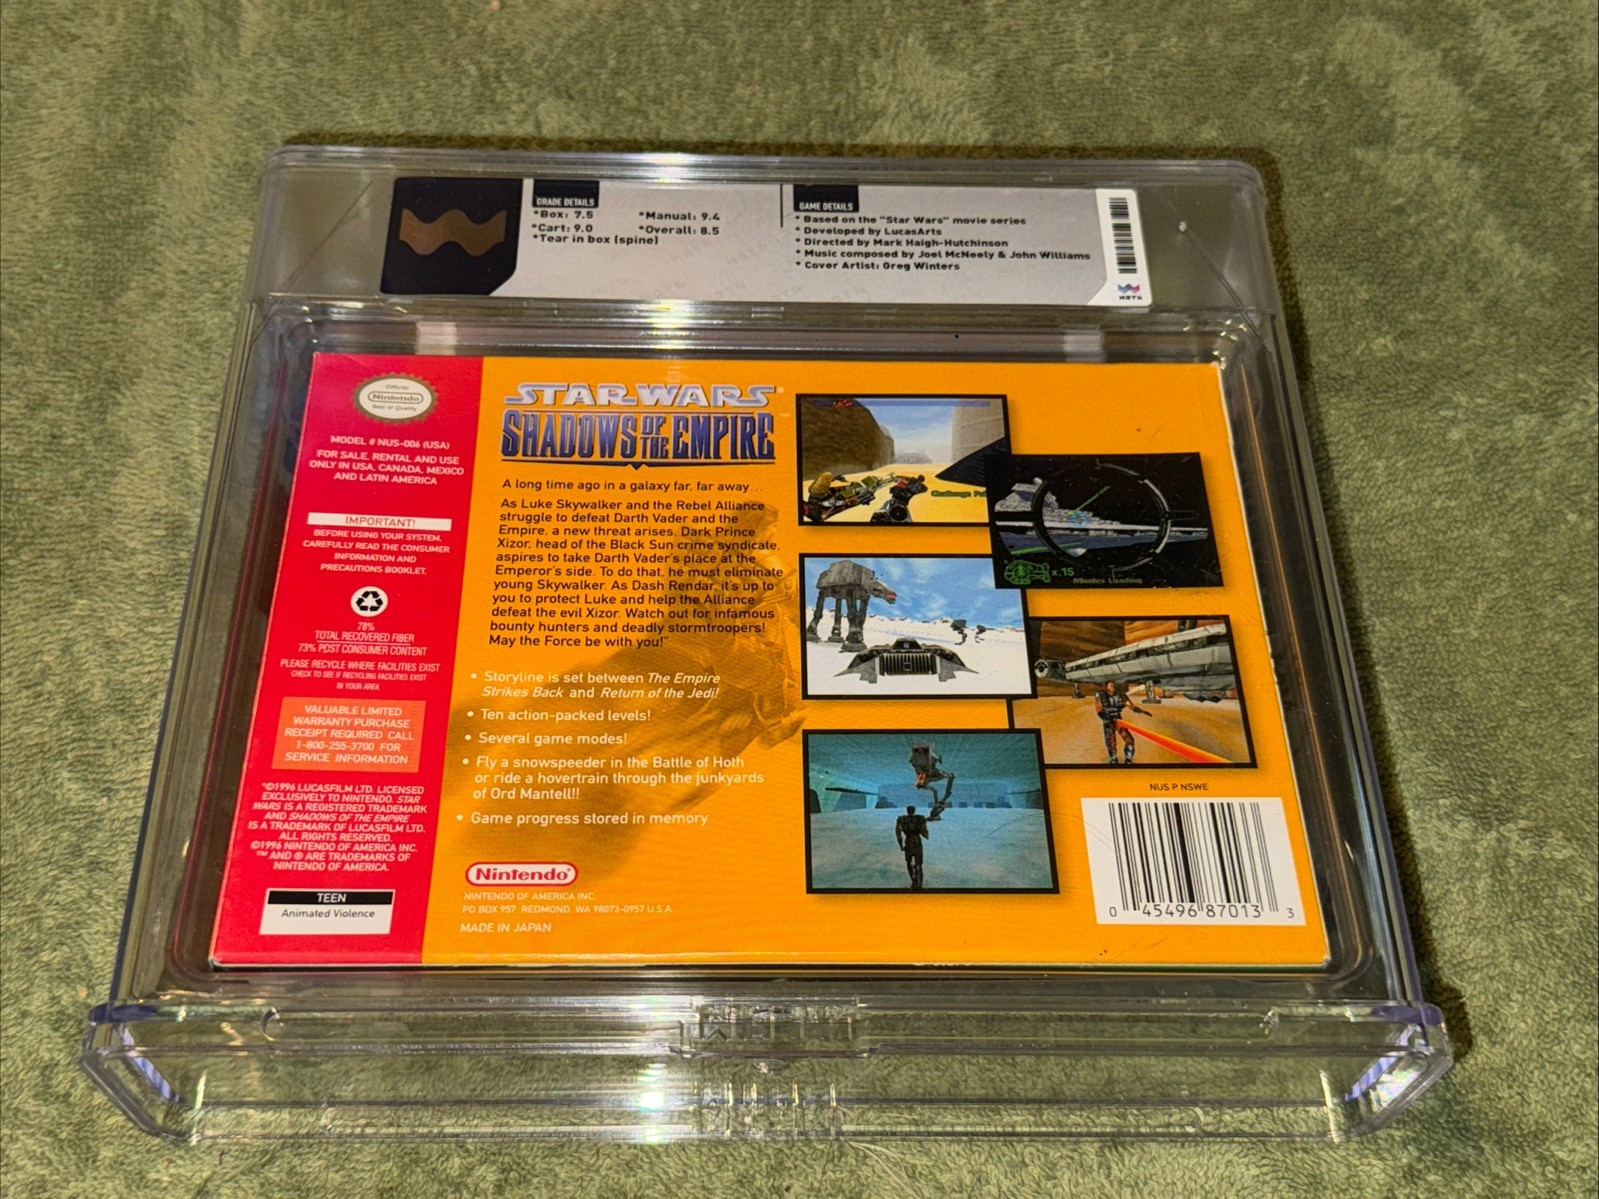 GRADE DETAILS
*Box: 7.5 *Manual: 9.4
*Cart: 9.0 *Overall: 8.5
*Tear in box (spine)
GAME DETAILS
* Based on the "Star Wars" movie series
* Developed by LucasArts
* Directed by Mark Haigh-Hutchinson
* Music composed by Joel McNeely & John Williams
* Cover Artist: Greg Winters
WATA
Official
Nintendo
Seal of Quality
MODEL # NUS-006 (USA)
FOR SALE, RENTAL AND USE
ONLY IN USA, CANADA, MEXICO
AND LATIN AMERICA
IMPORTANT!
BEFORE USING YOUR SYSTEM,
CAREFULLY READ THE CONSUMER
INFORMATION AND
PRECAUTIONS BOOKLET.
78%
TOTAL RECOVERED FIBER
73% POST CONSUMER CONTENT
PLEASE RECYCLE WHERE FACILITIES EXIST
CHECK TO SEE IF RECYCLING FACILITIES EXIST
IN YOUR AREA
VALUABLE LIMITED
WARRANTY PURCHASE
RECEIPT REQUIRED CALL
1-800-255-3700 FOR
SERVICE INFORMATION
©1996 LUCASFILM LTD. LICENSED
EXCLUSIVELY TO NINTENDO. STAR
WARS IS A REGISTERED TRADEMARK
AND SHADOWS OF THE EMPIRE
IS A TRADEMARK OF LUCASFILM LTD.
ALL RIGHTS RESERVED.
©1996 NINTENDO OF AMERICA INC.
™ AND ® ARE TRADEMARKS OF
NINTENDO OF AMERICA.
TEEN
Animated Violence
STAR WARS®
SHADOWS OF THE EMPIRE™
A long time ago in a galaxy far, far away...
As Luke Skywalker and the Rebel Alliance
struggle to defeat Darth Vader and the
Empire, a new threat arises. Dark Prince
Xizor, head of the Black Sun crime syndicate,
aspires to take Darth Vader's place at the
Emperor's side. To do that, he must eliminate
young Skywalker. As Dash Rendar, it's up to
you to protect Luke and help the Alliance
defeat the evil Xizor. Watch out for infamous
bounty hunters and deadly stormtroopers!
May the Force be with you!™
• Storyline is set between The Empire
Strikes Back and Return of the Jedi!
• Ten action-packed levels!
• Several game modes!
• Fly a snowspeeder in the Battle of Hoth
or ride a hovertrain through the junkyards
of Ord Mantell!!
• Game progress stored in memory
Nintendo®
NINTENDO OF AMERICA INC.
PO BOX 957, REDMOND, WA 98073-0957 U.S.A.
MADE IN JAPAN
Challenge
x.15
Missiles Loading
NUS P NSWE
0 45496 87013 3